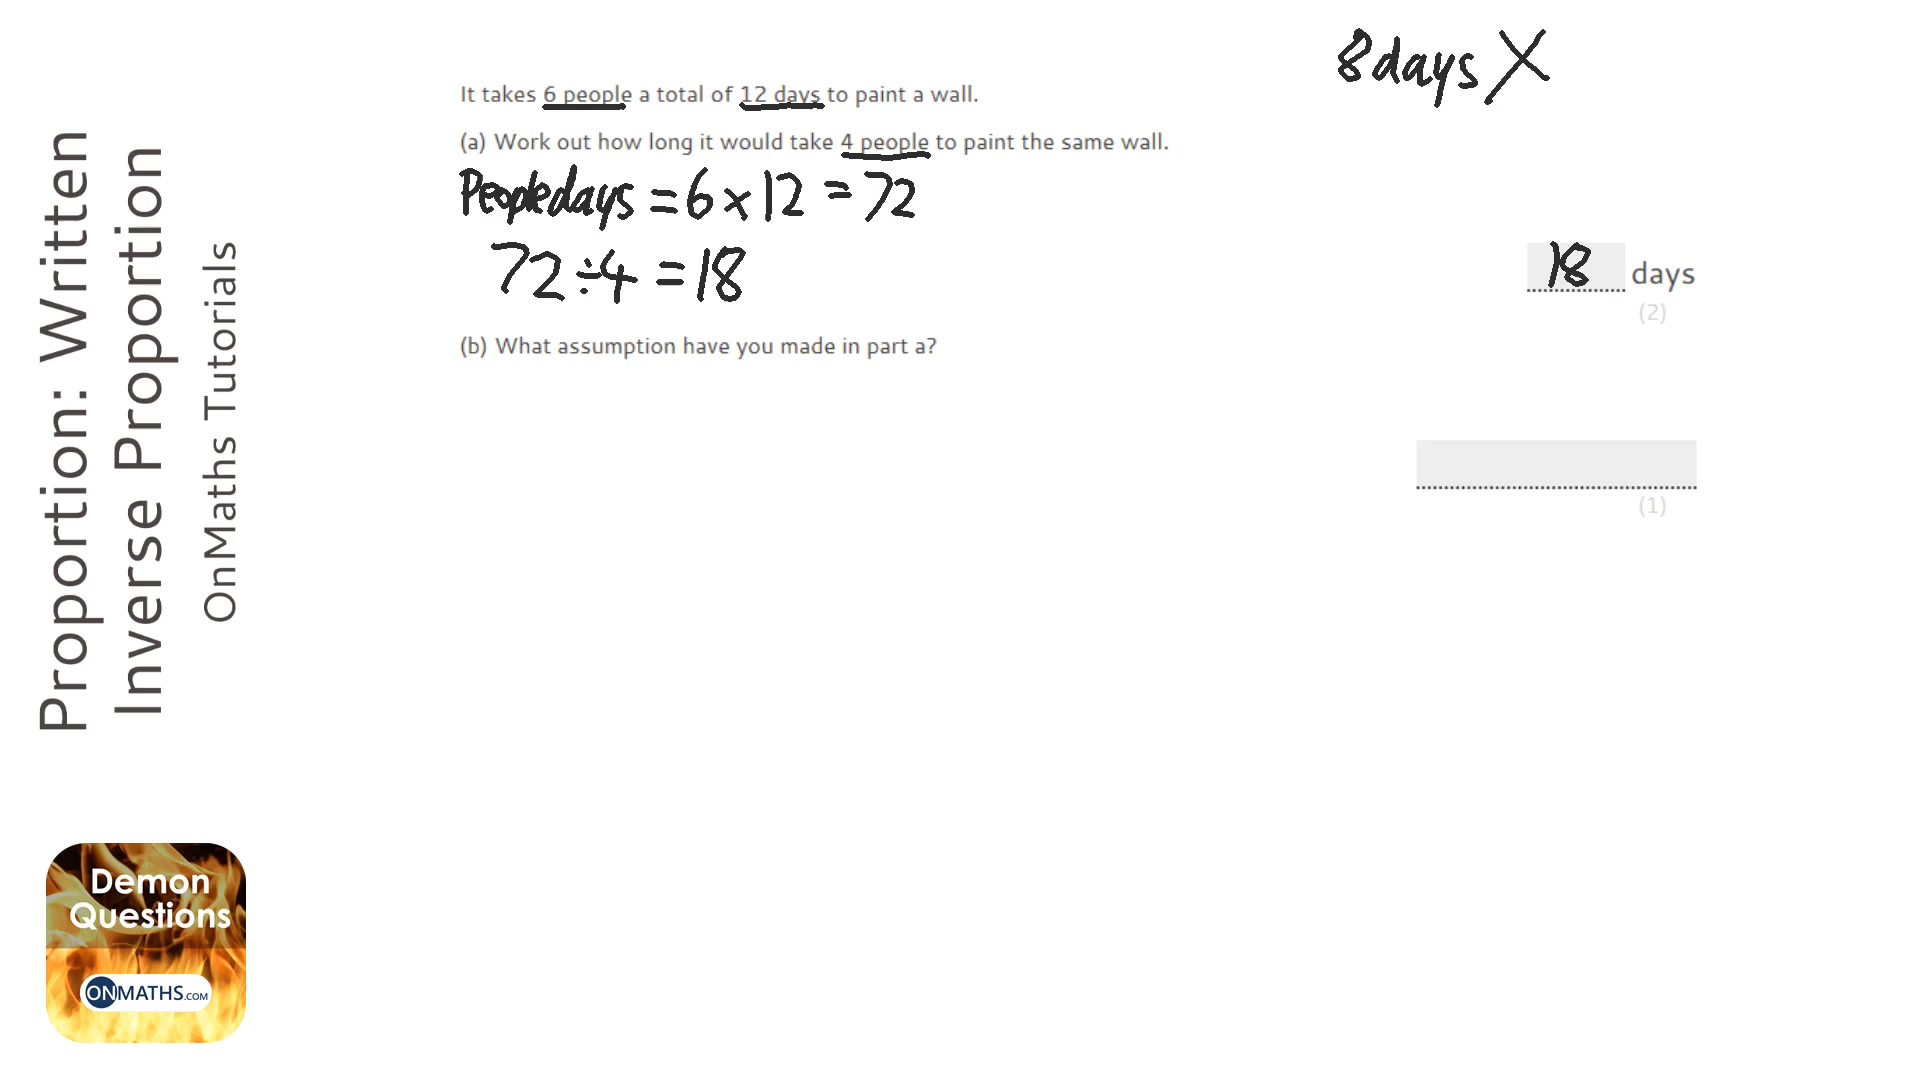 Proportion: Written
Inverse Proportion
OnMaths Tutorials
8days X
It takes 6 people a total of 12 days to paint a wall.
(a) Work out how long it would take 4 people to paint the same wall.
Peopledays = 6 × 12 = 72
72 ÷ 4 = 18
18 days
(2)
(b) What assumption have you made in part a?
(1)
Demon
Questions
ONMATHS.COM